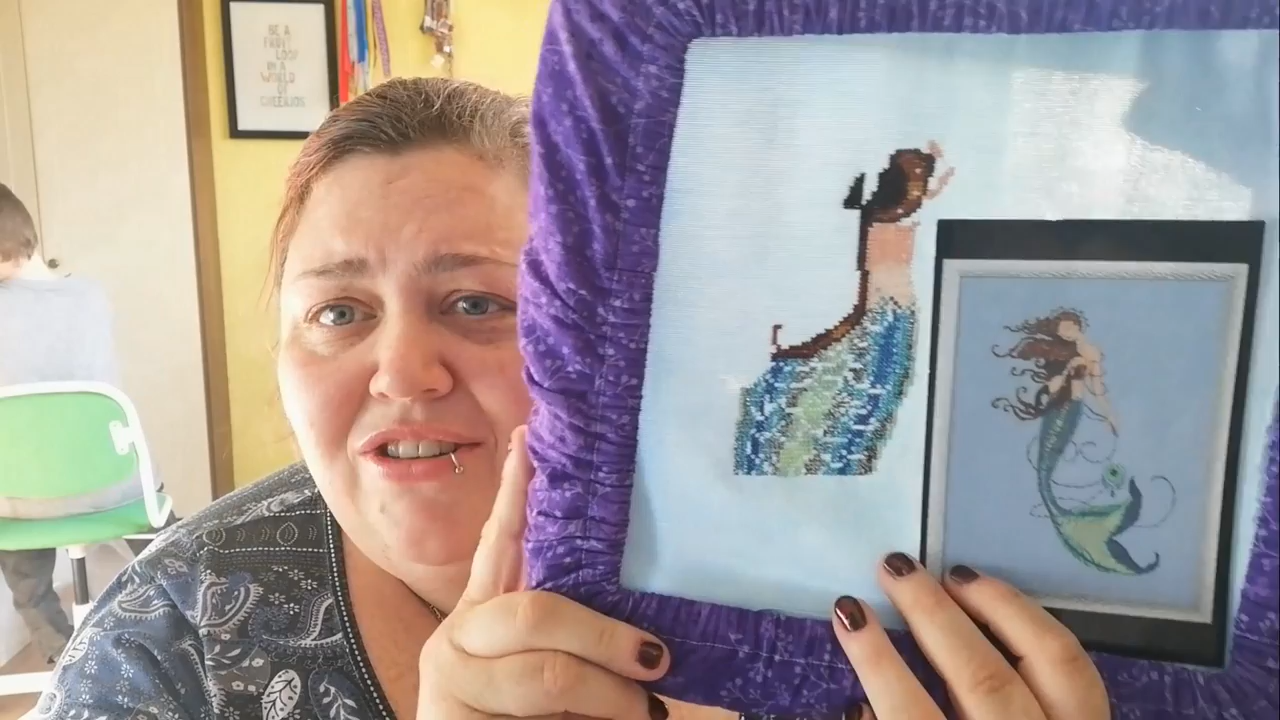 BE A
FRUIT
LOOP
IN A
WORLD
OF
CHEERIOS